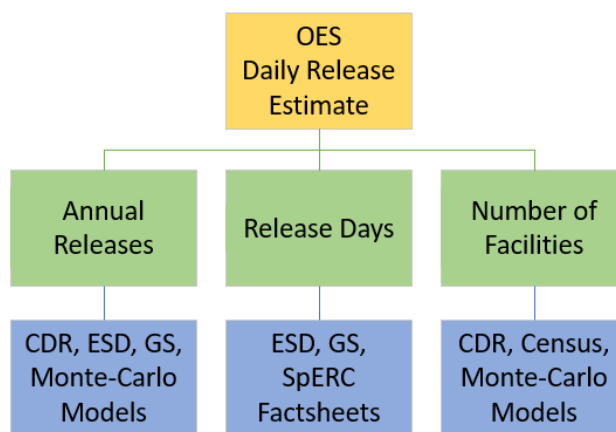 OES
Daily Release
Estimate
Annual
Releases
Release Days
Number of
Facilities
CDR, ESD, GS,
Monte-Carlo
Models
ESD, GS,
SpERC
Factsheets
CDR, Census,
Monte-Carlo
Models